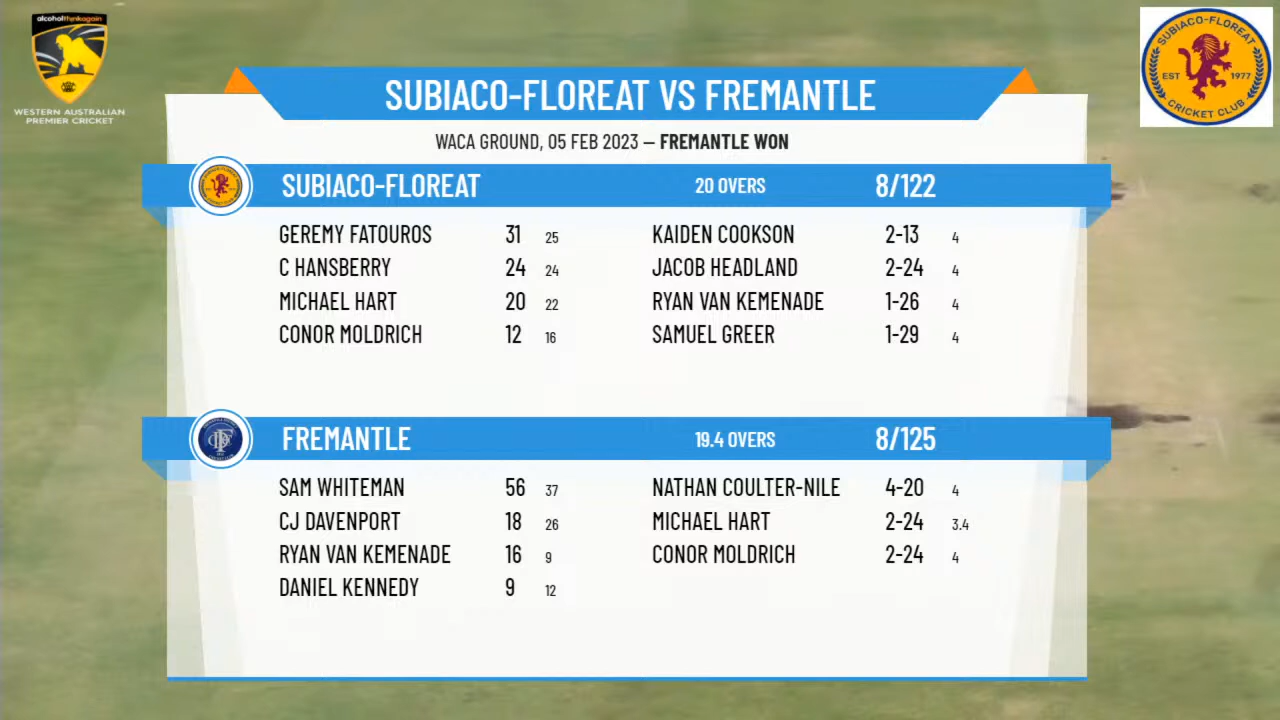 alcoholthinkagain
WESTERN AUSTRALIAN
PREMIER CRICKET
SUBIACO-FLOREAT
EST 1977
CRICKET CLUB
SUBIACO-FLOREAT VS FREMANTLE
WACA GROUND, 05 FEB 2023 – FREMANTLE WON
SUBIACO-FLOREAT 20 OVERS 8/122
GEREMY FATOUROS 31 25 KAIDEN COOKSON 2-13 4
C HANSBERRY 24 24 JACOB HEADLAND 2-24 4
MICHAEL HART 20 22 RYAN VAN KEMENADE 1-26 4
CONOR MOLDRICH 12 16 SAMUEL GREER 1-29 4
FREMANTLE 19.4 OVERS 8/125
SAM WHITEMAN 56 37 NATHAN COULTER-NILE 4-20 4
CJ DAVENPORT 18 26 MICHAEL HART 2-24 3.4
RYAN VAN KEMENADE 16 9 CONOR MOLDRICH 2-24 4
DANIEL KENNEDY 9 12